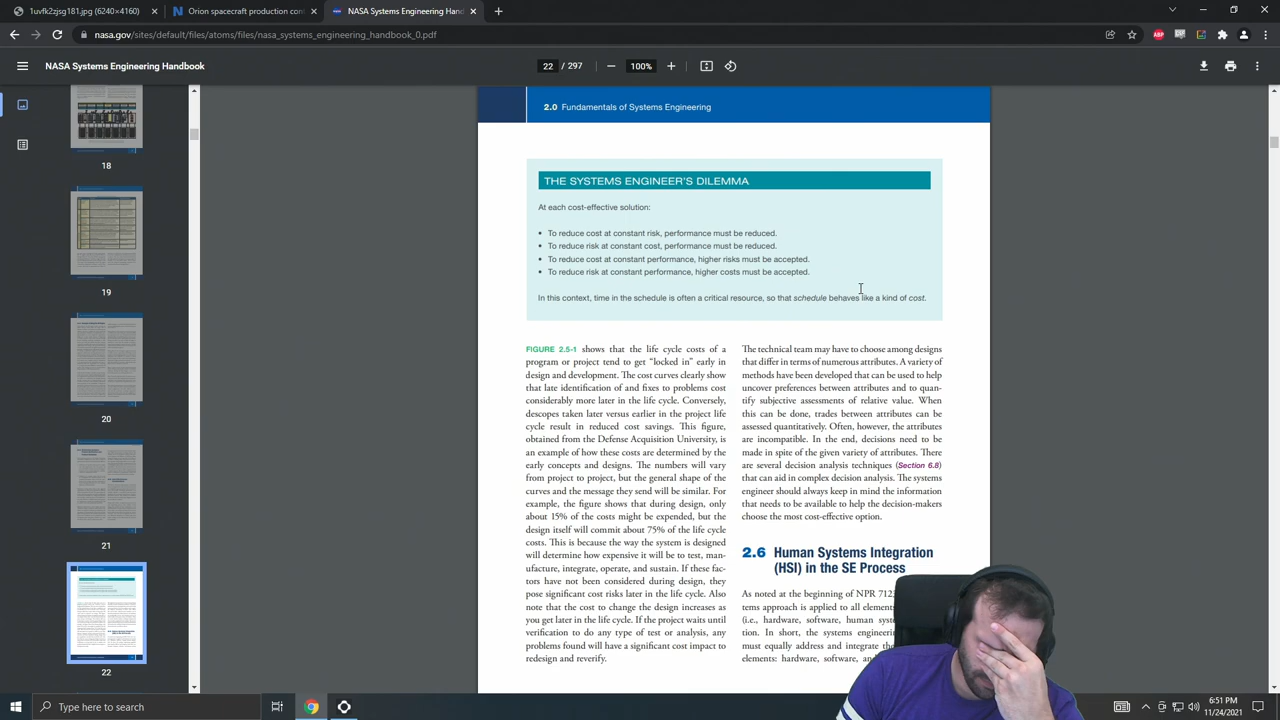 1urvlk2zjsg181.jpg (6240×4160)
Orion spacecraft production co
NASA Systems Engineering Hand
nasa.gov/sites/default/files/atoms/files/nasa_systems_engineering_handbook_0.pdf
NASA Systems Engineering Handbook
22 / 297
100%
18
19
20
21
22
2.0 Fundamentals of Systems Engineering
THE SYSTEMS ENGINEER'S DILEMMA
At each cost-effective solution:
• To reduce cost at constant risk, performance must be reduced.
• To reduce risk at constant cost, performance must be reduced.
• To reduce cost at constant performance, higher risks must be accepted.
• To reduce risk at constant performance, higher costs must be accepted.
In this context, time in the schedule is often a critical resource, so that schedule behaves like a kind of cost.
FIGURE 2.5-1 shows that the life cycle costs of a
program or project tend to get “locked in” early in
design and development. The cost curves clearly show
that late identification of and fixes to problems cost
considerably more later in the life cycle. Conversely,
descopes taken later versus earlier in the project life
cycle result in reduced cost savings. This figure,
obtained from the Defense Acquisition University, is
an example of how these costs are determined by the
early concepts and designs. The numbers will vary
from project to project, but the general shape of the
curves and the message they send will be similar. For
example, the figure shows that during design, only
about 15% of the costs might be expended, but the
design itself will commit about 75% of the life cycle
costs. This is because the way the system is designed
will determine how expensive it will be to test, man-
ufacture, integrate, operate, and sustain. If these fac-
tors have not been considered during design, they
pose significant cost risks later in the life cycle. Also
note that the cost to change the design increases as
you get later in the life cycle. If the project waits until
verification to do any type of test or analysis, any
problems found will have a significant cost impact to
redesign and reverify.
The technical team may have to choose among designs
that differ in terms of numerous attributes. A variety of
methods have been developed that can be used to help
uncover preferences between attributes and to quan-
tify subjective assessments of relative value. When
this can be done, trades between attributes can be
assessed quantitatively. Often, however, the attributes
are incompatible. In the end, decisions need to be
made in spite of the given variety of attributes. There
are several decision analysis techniques (Section 6.8)
that can aid in complex decision analysis. The systems
engineer should always keep in mind the information
that needs to be available to help the decision-makers
choose the most cost-effective option.
2.6 Human Systems Integration
(HSI) in the SE Process
As noted at the beginning of NPR 712
tems approach is applied to all element
(i.e., hardware, software, human
tion. In short, the systems
must equally address and integrate
elements: hardware, software,
Type here to search
6:51 PM
11/24/2021